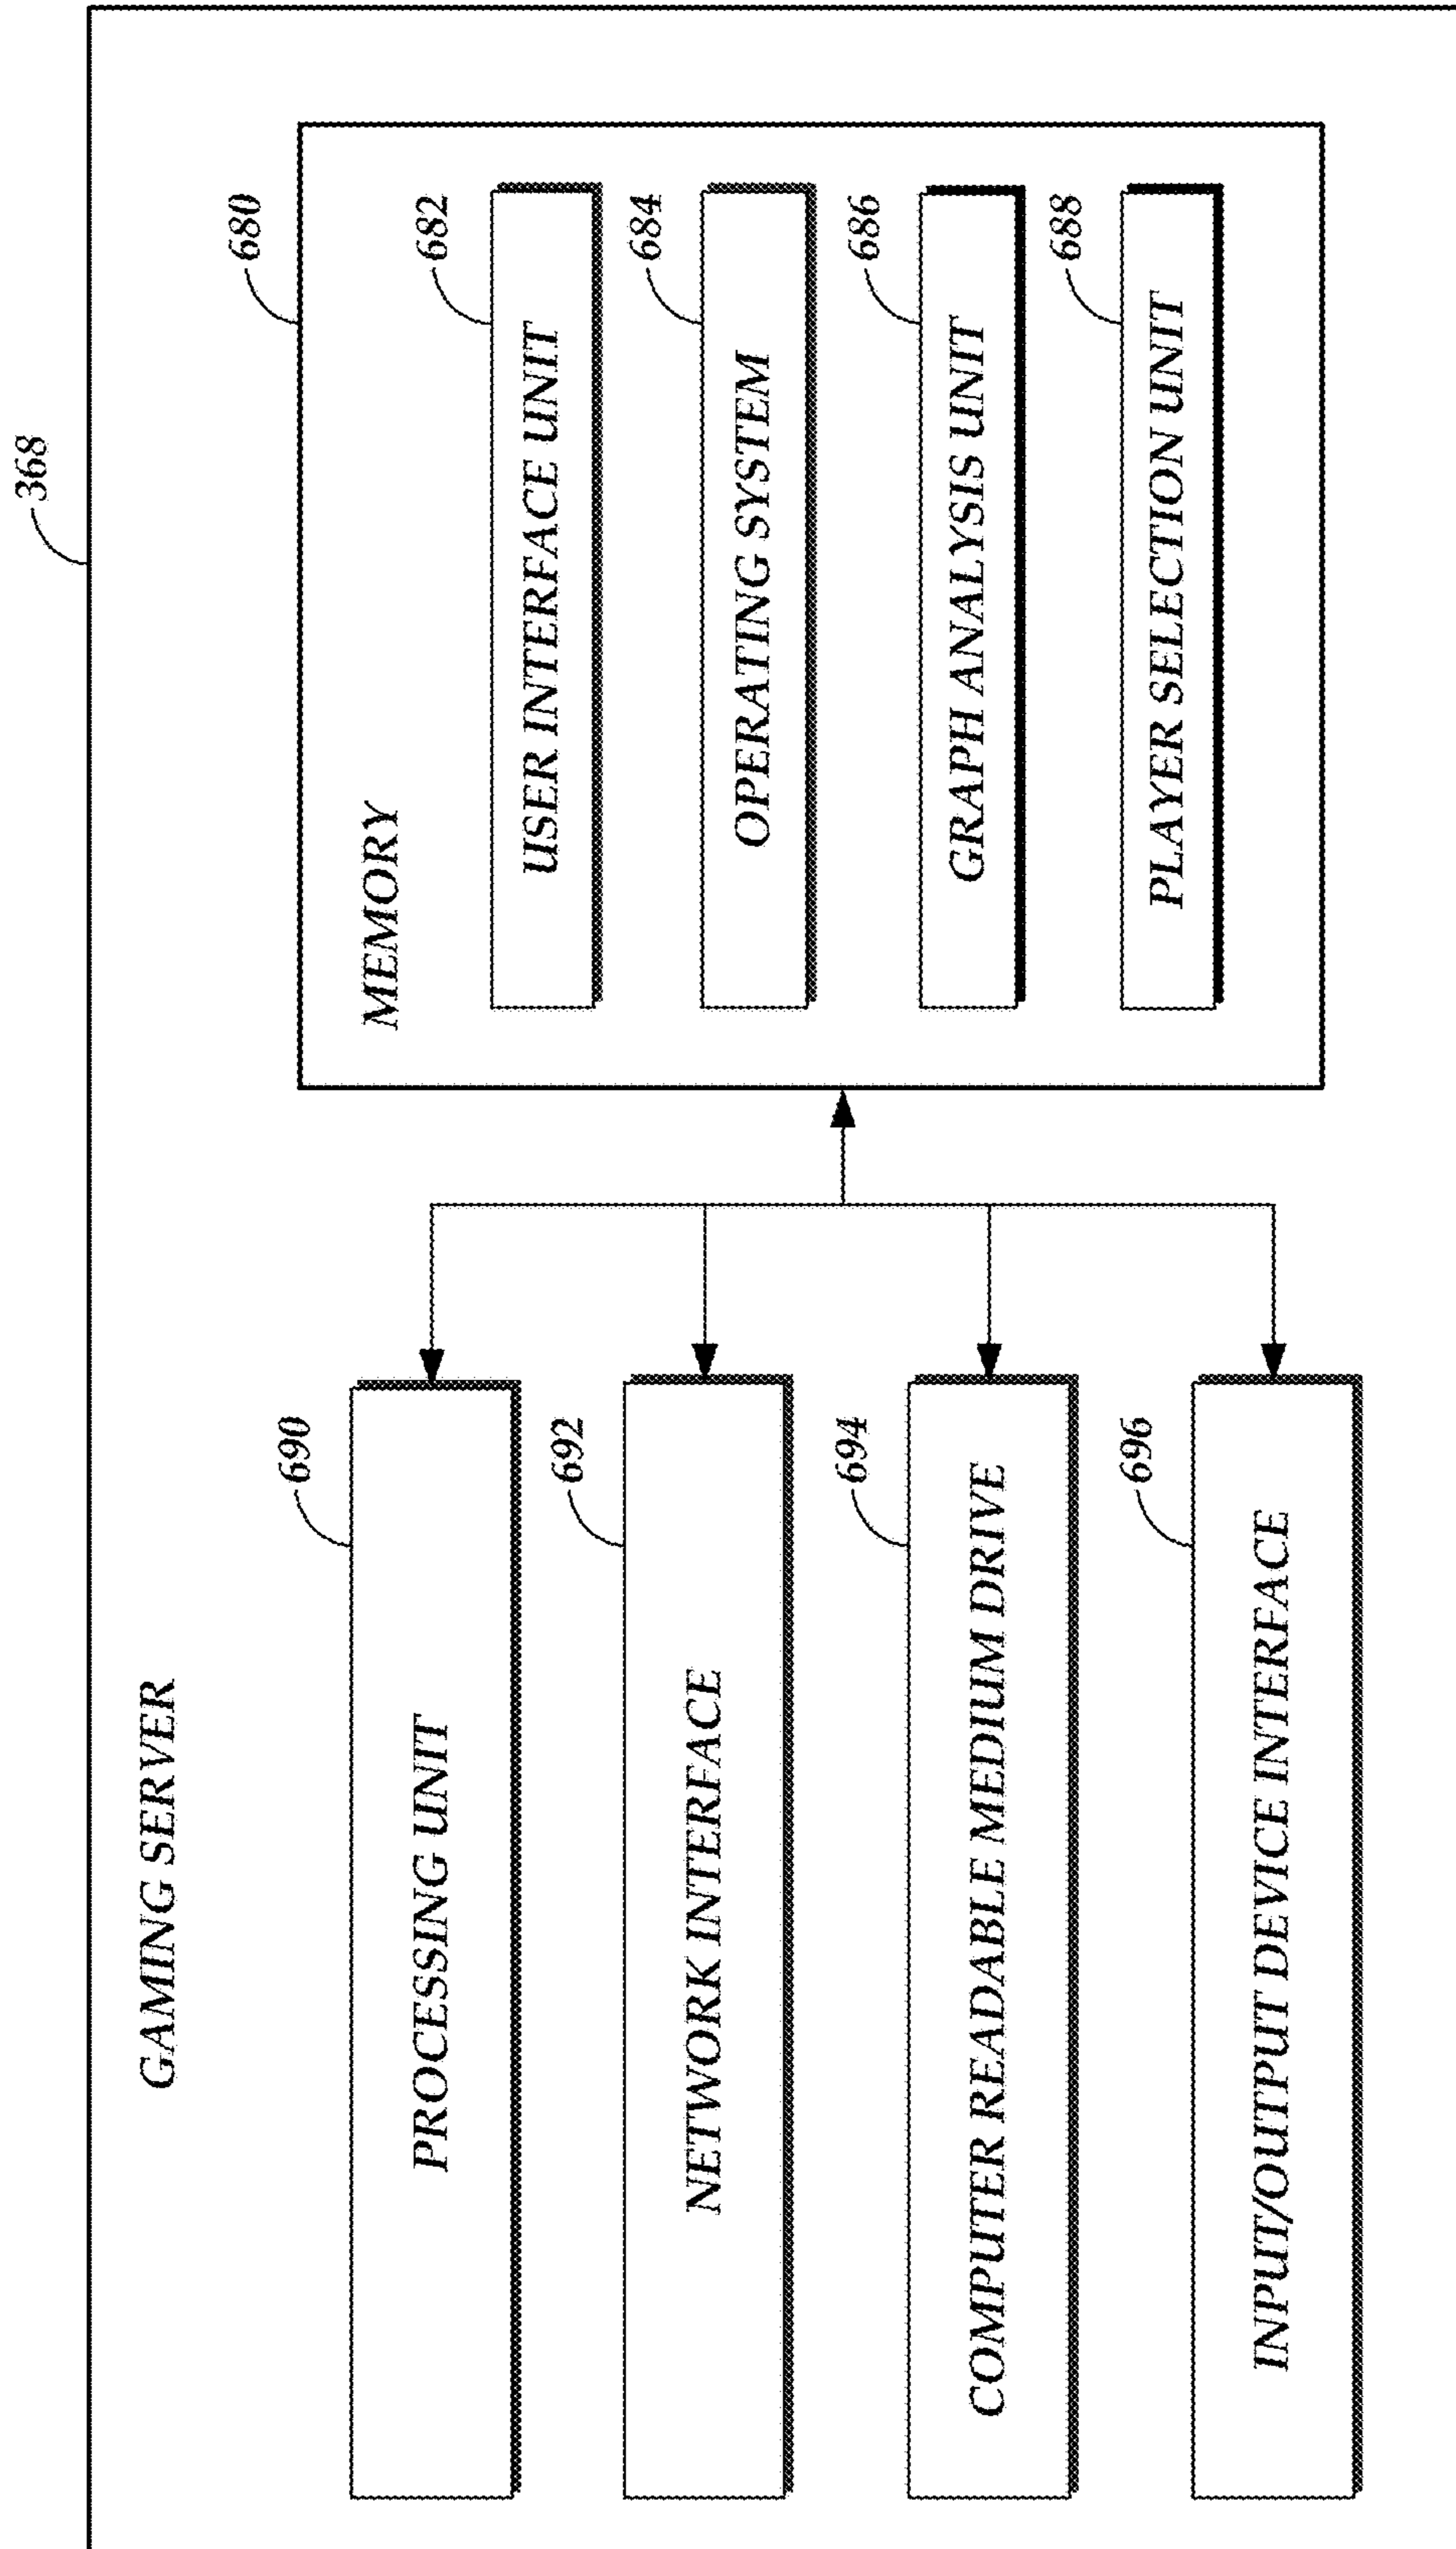 368
GAMING SERVER
690
PROCESSING UNIT
692
NETWORK INTERFACE
694
COMPUTER READABLE MEDIUM DRIVE
696
INPUT/OUTPUT DEVICE INTERFACE
680
MEMORY
682
USER INTERFACE UNIT
684
OPERATING SYSTEM
686
GRAPH ANALYSIS UNIT
688
PLAYER SELECTION UNIT